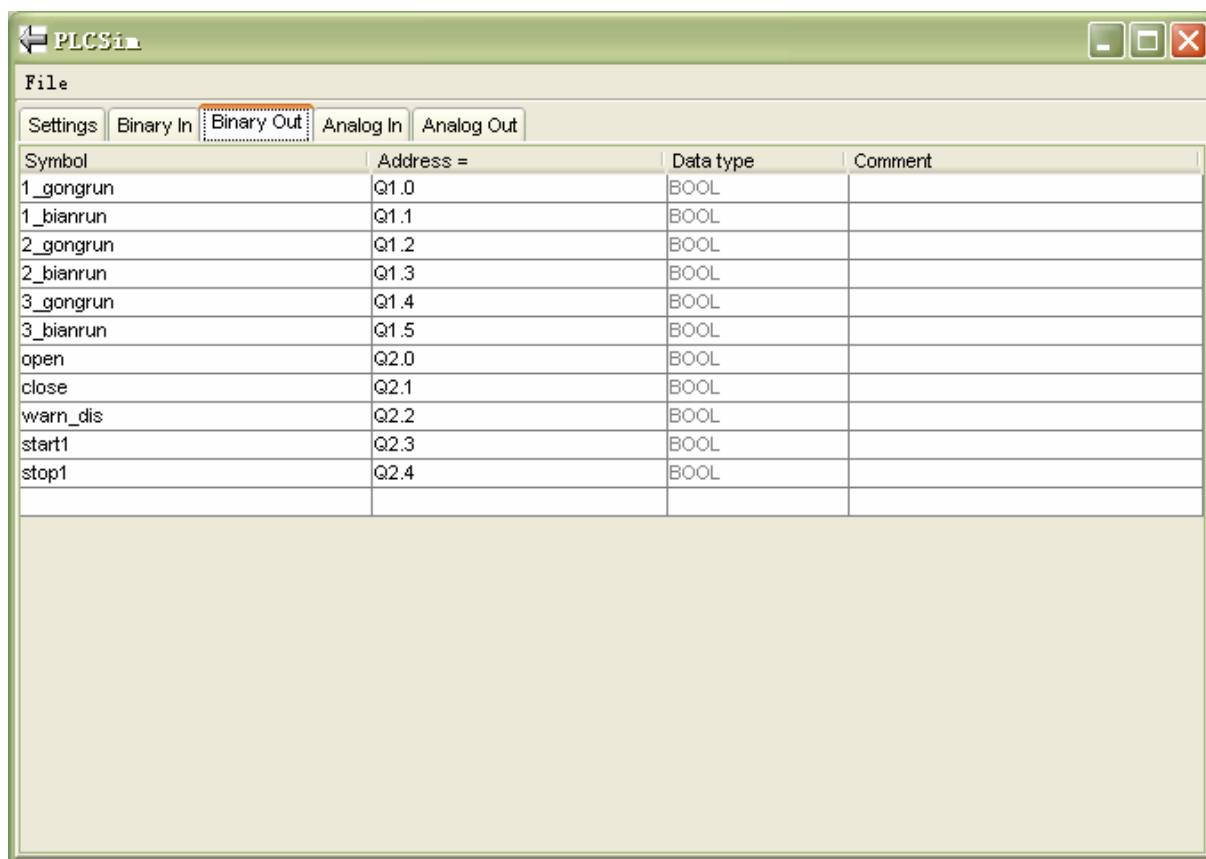 PLCSim
File
Settings Binary In Binary Out Analog In Analog Out
Symbol Address = Data type Comment
1_gongrun Q1.0 BOOL
1_bianrun Q1.1 BOOL
2_gongrun Q1.2 BOOL
2_bianrun Q1.3 BOOL
3_gongrun Q1.4 BOOL
3_bianrun Q1.5 BOOL
open Q2.0 BOOL
close Q2.1 BOOL
warn_dis Q2.2 BOOL
start1 Q2.3 BOOL
stop1 Q2.4 BOOL